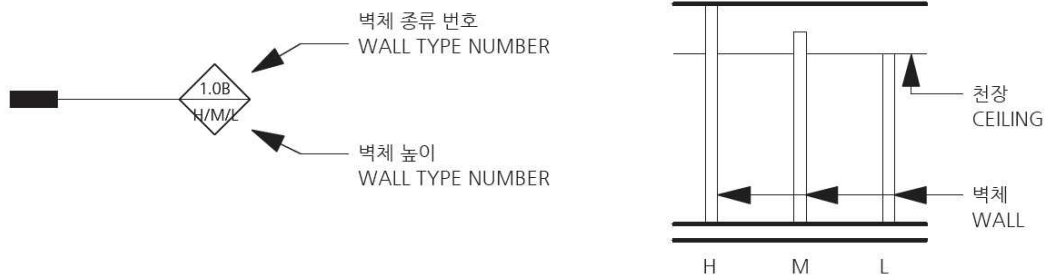 벽체 종류 번호
WALL TYPE NUMBER
1.0B
H/M/L
벽체 높이
WALL TYPE NUMBER
천장
CEILING
벽체
WALL
H M L